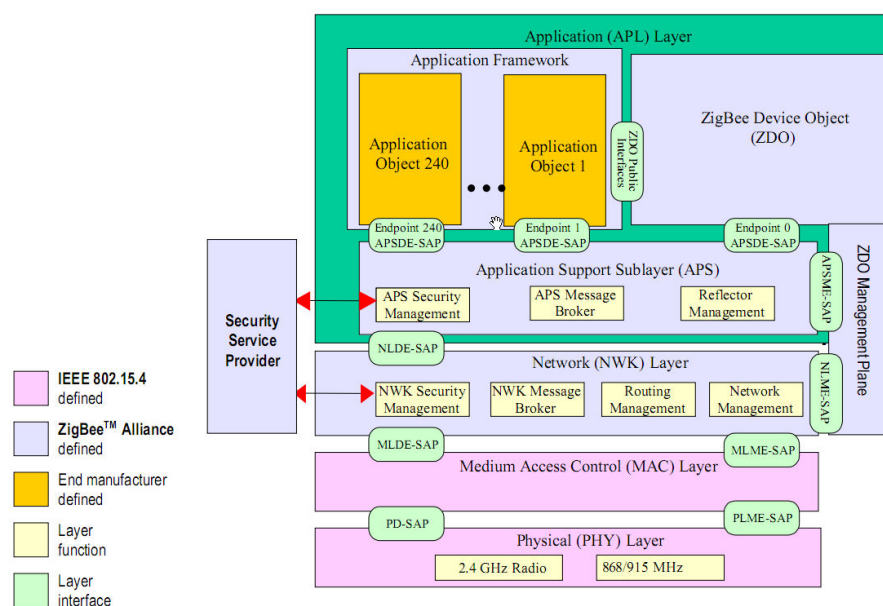 Application (APL) Layer
Application Framework
Application
Object 240
Application
Object 1
ZDO Public
Interfaces
ZigBee Device Object
(ZDO)
Endpoint 240
APSDE-SAP
Endpoint 1
APSDE-SAP
Endpoint 0
APSDE-SAP
Application Support Sublayer (APS)
APS Security
Management
APS Message
Broker
Reflector
Management
APSME-SAP
ZDO Management Plane
Security
Service
Provider
NLDE-SAP
Network (NWK) Layer
NWK Security
Management
NWK Message
Broker
Routing
Management
Network
Management
NLME-SAP
MLDE-SAP
MLME-SAP
Medium Access Control (MAC) Layer
PD-SAP
PLME-SAP
Physical (PHY) Layer
2.4 GHz Radio
868/915 MHz
IEEE 802.15.4
defined
ZigBee™ Alliance
defined
End manufacturer
defined
Layer
function
Layer
interface